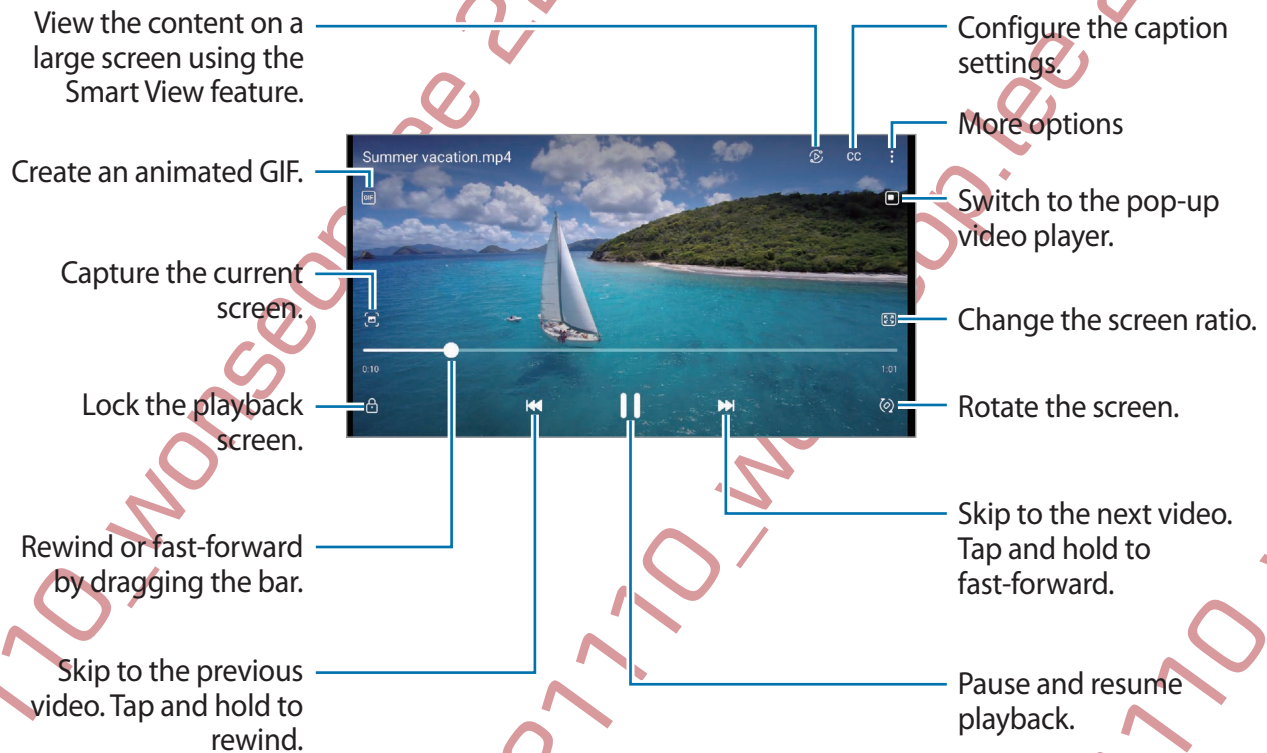 View the content on a
large screen using the
Smart View feature.
Configure the caption
settings.
More options
Summer vacation.mp4
CC
Create an animated GIF.
GIF
Switch to the pop-up
video player.
Capture the current
screen.
Change the screen ratio.
0:10
1:01
Lock the playback
screen.
Rotate the screen.
Rewind or fast-forward
by dragging the bar.
Skip to the next video.
Tap and hold to
fast-forward.
Skip to the previous
video. Tap and hold to
rewind.
Pause and resume
playback.